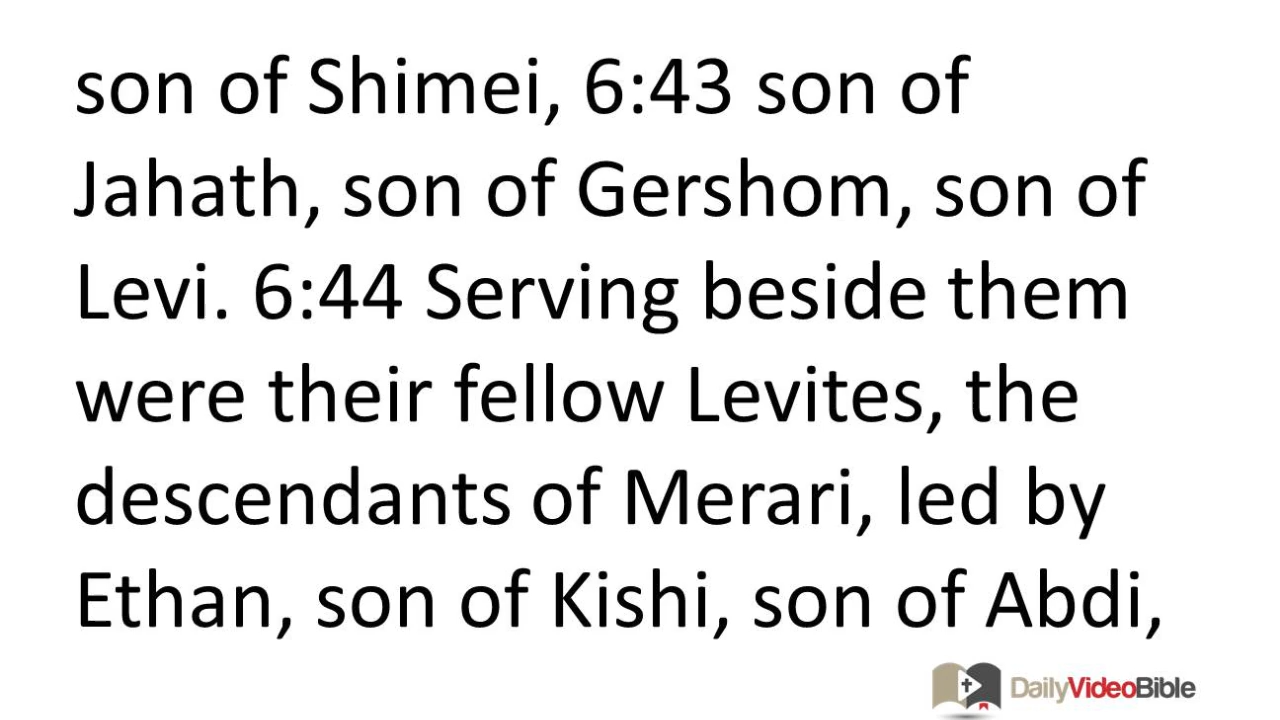 son of Shimei, 6:43 son of
Jahath, son of Gershom, son of
Levi. 6:44 Serving beside them
were their fellow Levites, the
descendants of Merari, led by
Ethan, son of Kishi, son of Abdi,
DailyVideoBible